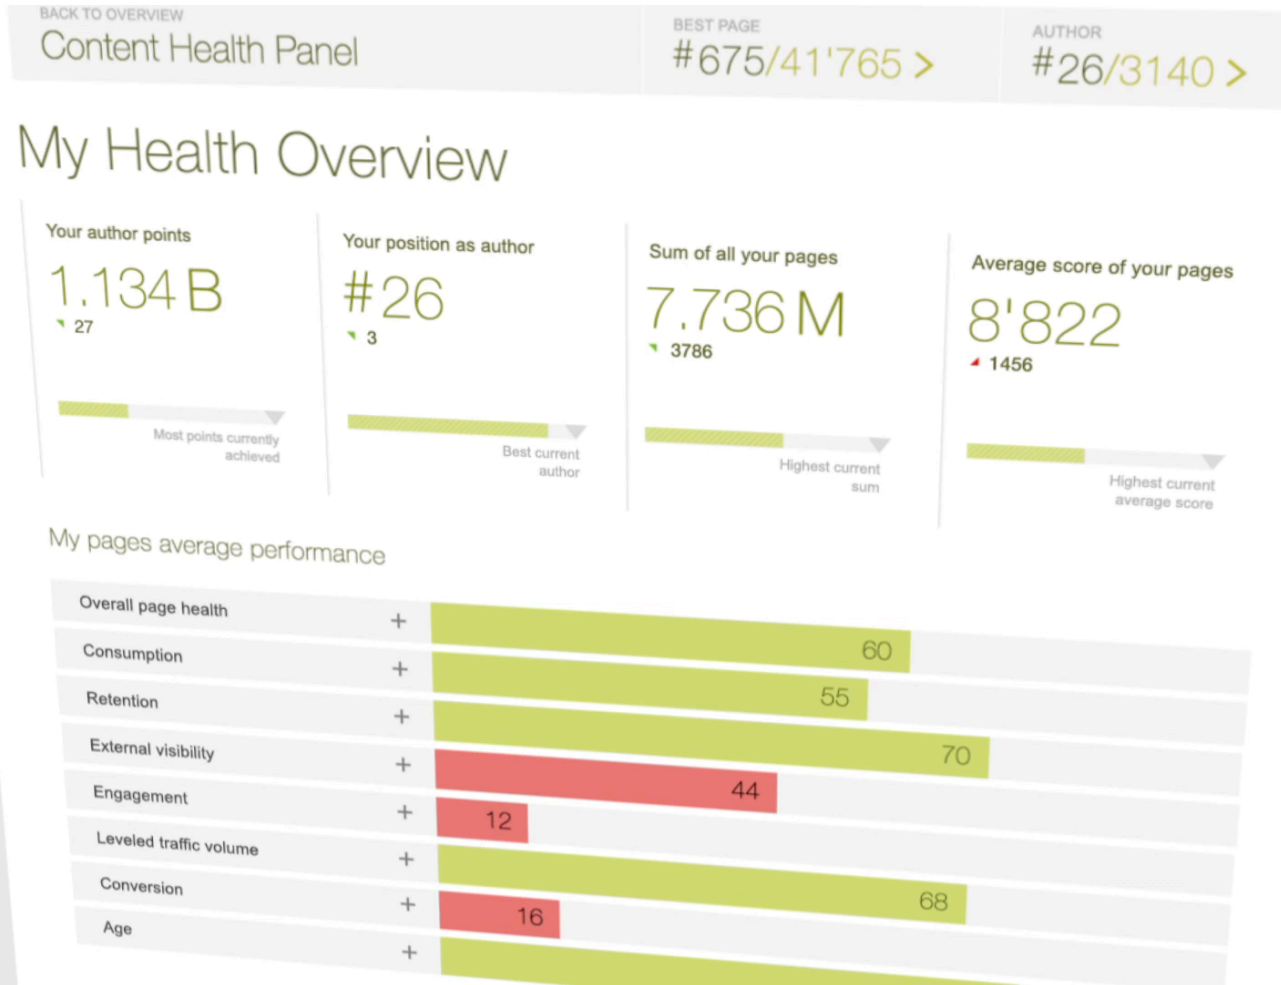 BACK TO OVERVIEW
Content Health Panel
BEST PAGE
#675/41'765 >
AUTHOR
#26/3140 >
My Health Overview
Your author points
1.134 B
27
Most points currently
achieved
Your position as author
#26
3
Best current
author
Sum of all your pages
7.736 M
3786
Highest current
sum
Average score of your pages
8'822
1456
Highest current
average score
My pages average performance
Overall page health + 60
Consumption + 55
Retention + 70
External visibility + 44
Engagement + 12
Leveled traffic volume + 68
Conversion + 16
Age +